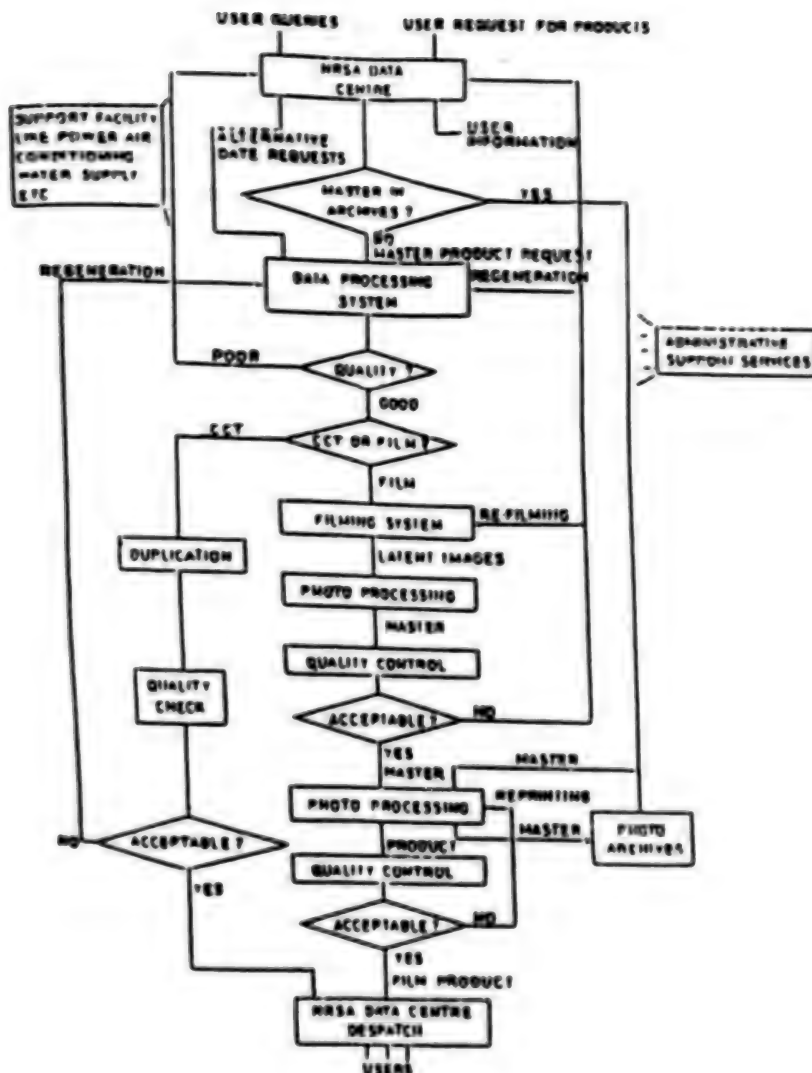 USER QUERIES
USER REQUEST FOR PRODUCTS
NRSA DATA
CENTRE
SUPPORT FACILITY
LIKE POWER AIR
CONDITIONING
WATER SUPPLY
ETC
ALTERNATIVE
DATE REQUESTS
USER
INFORMATION
MASTER IN
ARCHIVES ?
YES
NO
MASTER PRODUCT REQUEST
REGENERATION
DATA PROCESSING
SYSTEM
REGENERATION
ADMINISTRATIVE
SUPPORT SERVICES
POOR
QUALITY ?
GOOD
CCT
CCT OR FILM ?
FILM
FILMING SYSTEM
RE-FILMING
DUPLICATION
LATENT IMAGES
PHOTO PROCESSING
MASTER
QUALITY CONTROL
QUALITY
CHECK
ACCEPTABLE ?
NO
YES
MASTER
MASTER
PHOTO PROCESSING
REPRINTING
MASTER
PHOTO
ARCHIVES
NO
ACCEPTABLE ?
PRODUCT
QUALITY CONTROL
YES
ACCEPTABLE ?
NO
YES
FILM PRODUCT
NRSA DATA CENTRE
DESPATCH
USERS